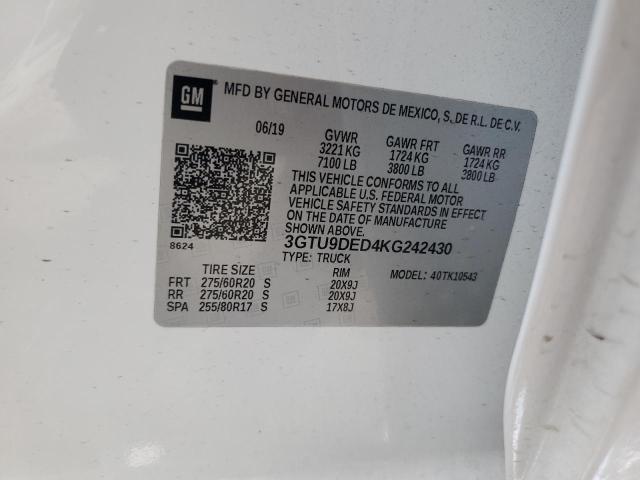 GM MFD BY GENERAL MOTORS DE MEXICO, S. DE R.L. DE C.V.
06/19 GVWR GAWR FRT GAWR RR
3221 KG 1724 KG 1724 KG
7100 LB 3800 LB 3800 LB
THIS VEHICLE CONFORMS TO ALL
APPLICABLE U.S. FEDERAL MOTOR
VEHICLE SAFETY STANDARDS IN EFFECT
ON THE DATE OF MANUFACTURE
SHOWN ABOVE.
8624 3GTU9DED4KG242430
TYPE: TRUCK
TIRE SIZE RIM MODEL: 40TK10543
FRT 275/60R20 S 20X9J
RR 275/60R20 S 20X9J
SPA 255/80R17 S 17X8J